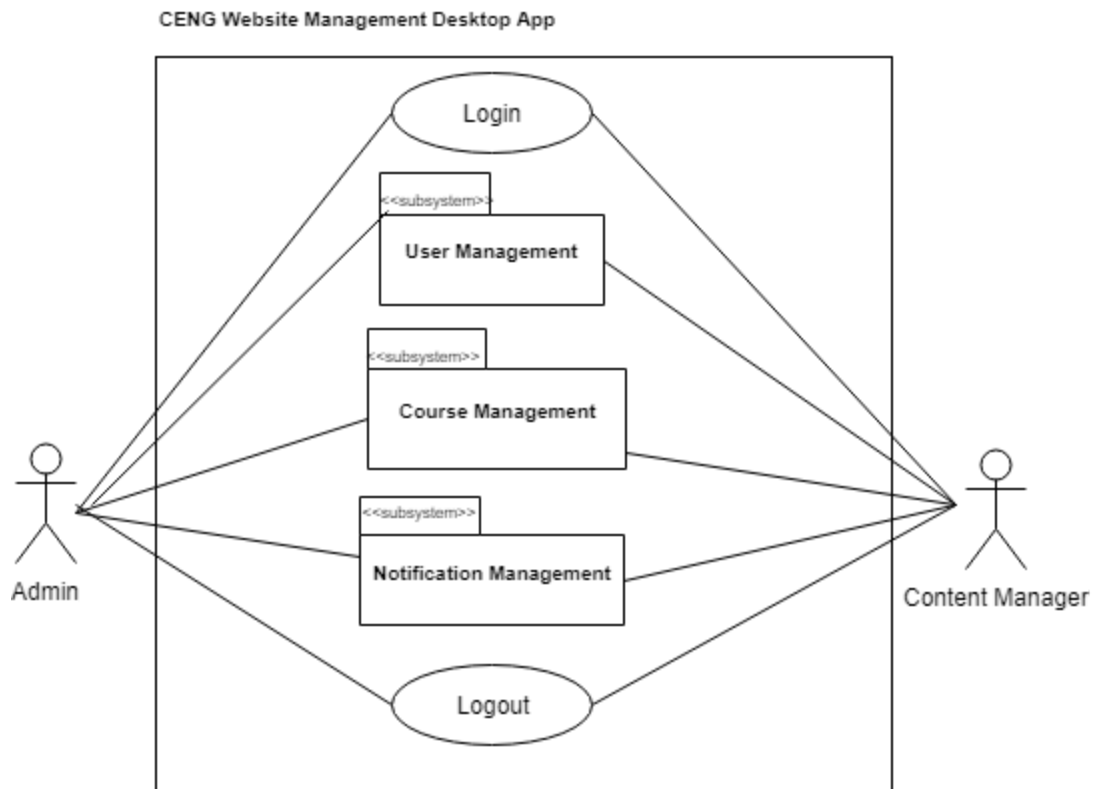 CENG Website Management Desktop App
Login
<<subsystem>>
User Management
<<subsystem>>
Course Management
<<subsystem>>
Notification Management
Admin
Content Manager
Logout